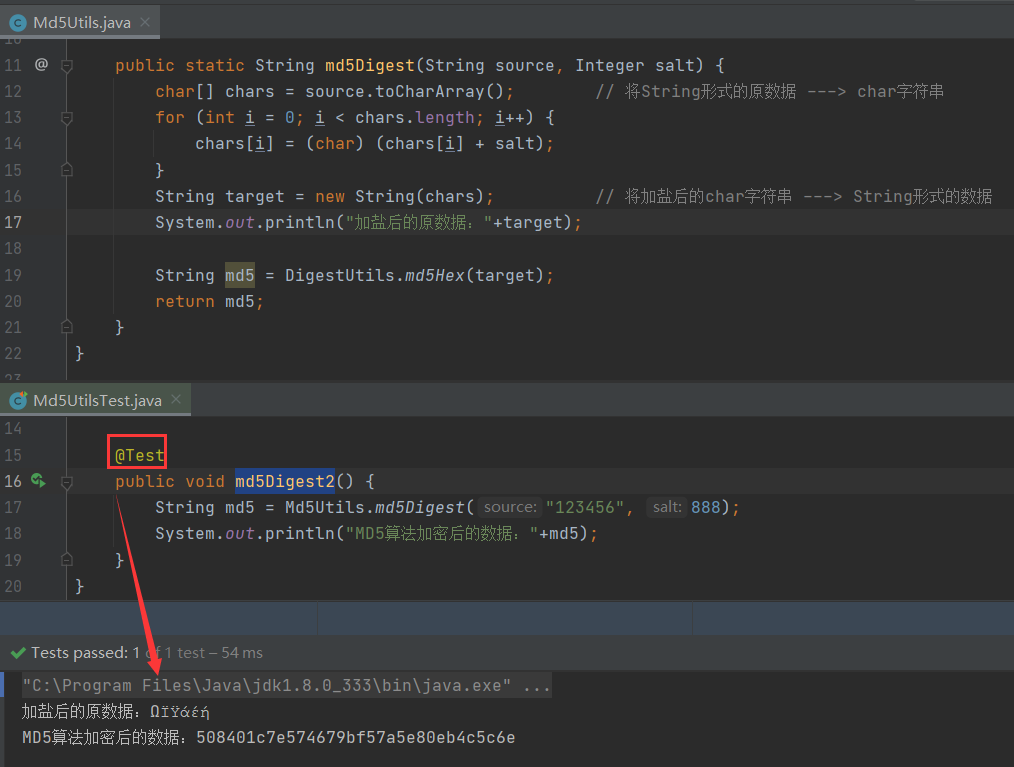 Md5Utils.java
11 @ public static String md5Digest(String source, Integer salt) {
12 char[] chars = source.toCharArray(); // 将String形式的原数据 ---> char字符串
13 for (int i = 0; i < chars.length; i++) {
14 chars[i] = (char) (chars[i] + salt);
15 }
16 String target = new String(chars); // 将加盐后的char字符串 ---> String形式的数据
17 System.out.println("加盐后的原数据："+target);
18
19 String md5 = DigestUtils.md5Hex(target);
20 return md5;
21 }
22 }
Md5UtilsTest.java
14
15 @Test
16 public void md5Digest2() {
17 String md5 = Md5Utils.md5Digest( source: "123456", salt: 888);
18 System.out.println("MD5算法加密后的数据："+md5);
19 }
20 }
Tests passed: 1 of 1 test – 54 ms
"C:\Program Files\Java\jdk1.8.0_333\bin\java.exe" ...
加盐后的原数据：ΩΪΫάέή
MD5算法加密后的数据：508401c7e574679bf57a5e80eb4c5c6e